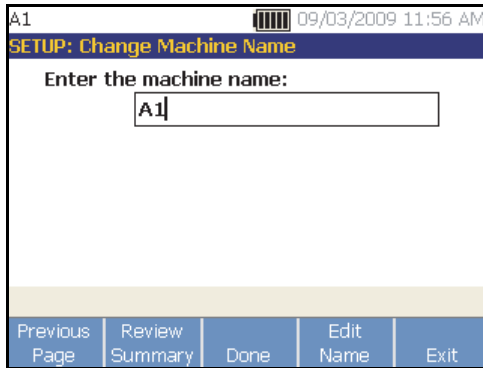 A1 09/03/2009 11:56 AM
SETUP: Change Machine Name
Enter the machine name:
A1
Previous Page Review Summary Done Edit Name Exit